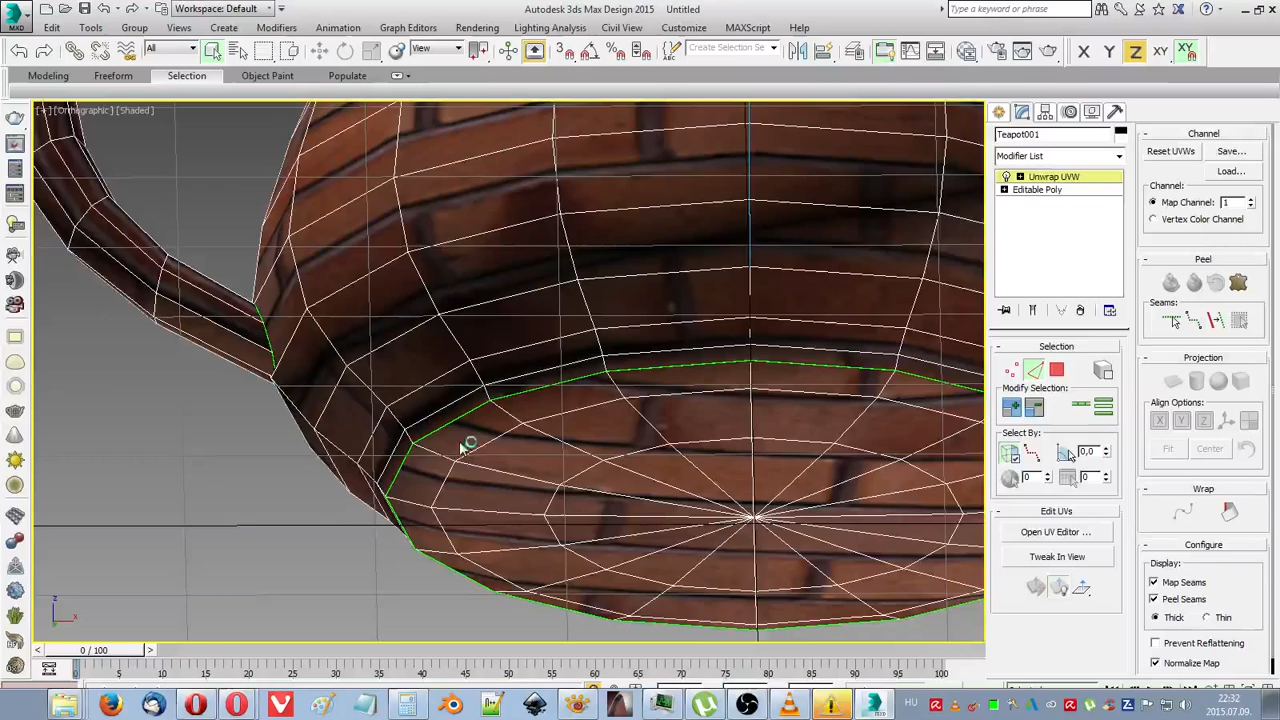 Workspace: Default
Autodesk 3ds Max Design 2015 Untitled
Type a keyword or phrase
MXD
Edit Tools Group Views Create Modifiers Animation Graph Editors Rendering Civil View Lighting Analysis Customize MAXScript Help
All
View
Create Selection Se
X Y Z XY XY
Modeling Freeform Selection Object Paint Populate
[+] [Orthographic] [Shaded]
Teapot001
Modifier List
Unwrap UVW
Editable Poly
Selection
Modify Selection:
Select By:
0,0
0
0
Edit UVs
Open UV Editor ...
Tweak In View
Channel
Reset UVWs Save...
Load...
Channel:
Map Channel: 1
Vertex Color Channel
Peel
Seams:
Projection
Align Options:
X Y Z
Fit Center
Wrap
Configure
Display:
Map Seams
Peel Seams
Thick Thin
Prevent Reflattening
Normalize Map
z
x
0 / 100
5 10 15 20 25 30 35 40 45 50 55 60 65 70 75 80 85 90 95 100
HU
22:32
2015.07.09.